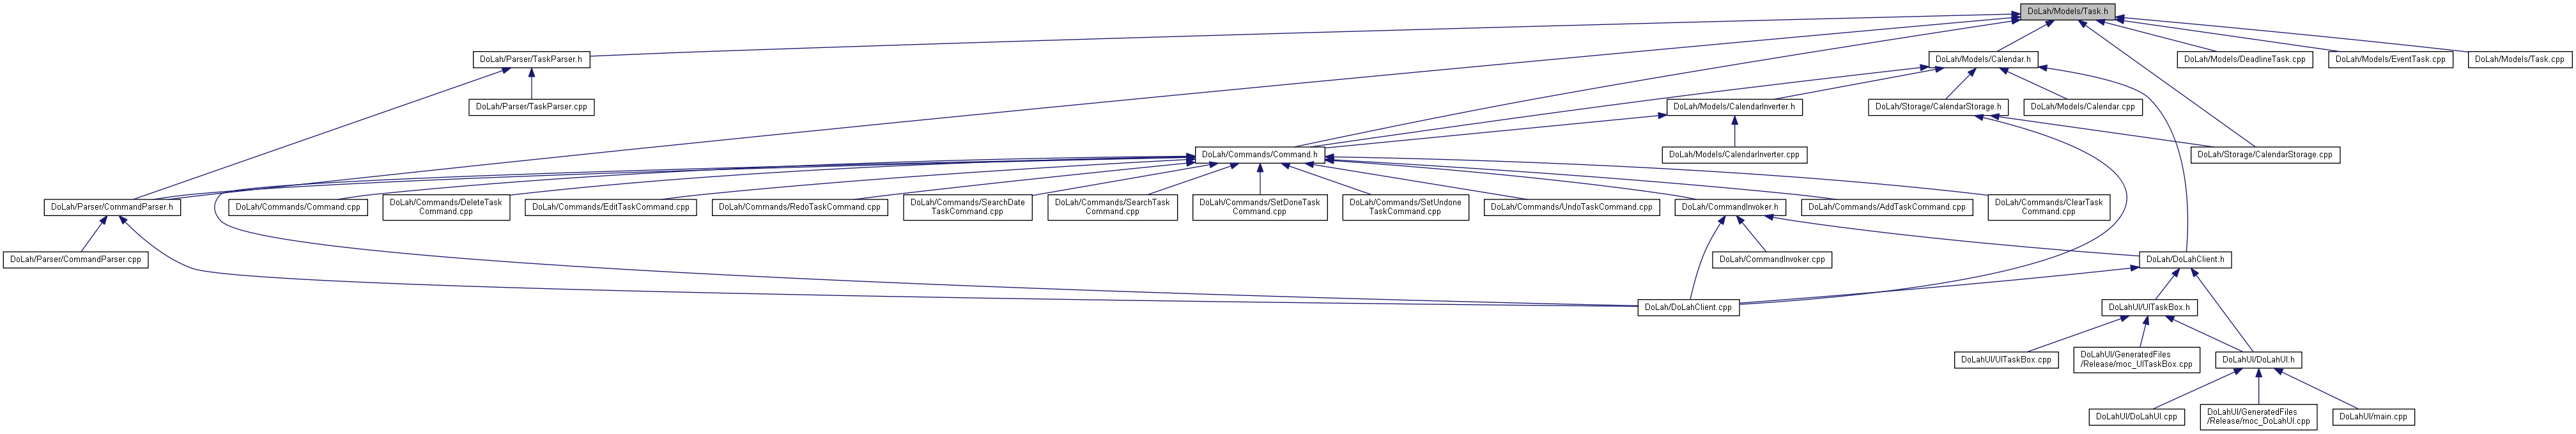 DoLah/Models/Task.h
DoLah/Parser/TaskParser.h
DoLah/Models/Calendar.h
DoLah/Models/DeadlineTask.cpp
DoLah/Models/EventTask.cpp
DoLah/Models/Task.cpp
DoLah/Parser/TaskParser.cpp
DoLah/Models/CalendarInverter.h
DoLah/Storage/CalendarStorage.h
DoLah/Models/Calendar.cpp
DoLah/Commands/Command.h
DoLah/Models/CalendarInverter.cpp
DoLah/Storage/CalendarStorage.cpp
DoLah/Parser/CommandParser.h
DoLah/Commands/Command.cpp
DoLah/Commands/DeleteTask
Command.cpp
DoLah/Commands/EditTaskCommand.cpp
DoLah/Commands/RedoTaskCommand.cpp
DoLah/Commands/SearchDate
TaskCommand.cpp
DoLah/Commands/SearchTask
Command.cpp
DoLah/Commands/SetDoneTask
Command.cpp
DoLah/Commands/SetUndone
TaskCommand.cpp
DoLah/Commands/UndoTaskCommand.cpp
DoLah/CommandInvoker.h
DoLah/Commands/AddTaskCommand.cpp
DoLah/Commands/ClearTask
Command.cpp
DoLah/Parser/CommandParser.cpp
DoLah/CommandInvoker.cpp
DoLah/DoLahClient.h
DoLah/DoLahClient.cpp
DoLahUI/UITaskBox.h
DoLahUI/UITaskBox.cpp
DoLahUI/GeneratedFiles
/Release/moc_UITaskBox.cpp
DoLahUI/DoLahUI.h
DoLahUI/DoLahUI.cpp
DoLahUI/GeneratedFiles
/Release/moc_DoLahUI.cpp
DoLahUI/main.cpp